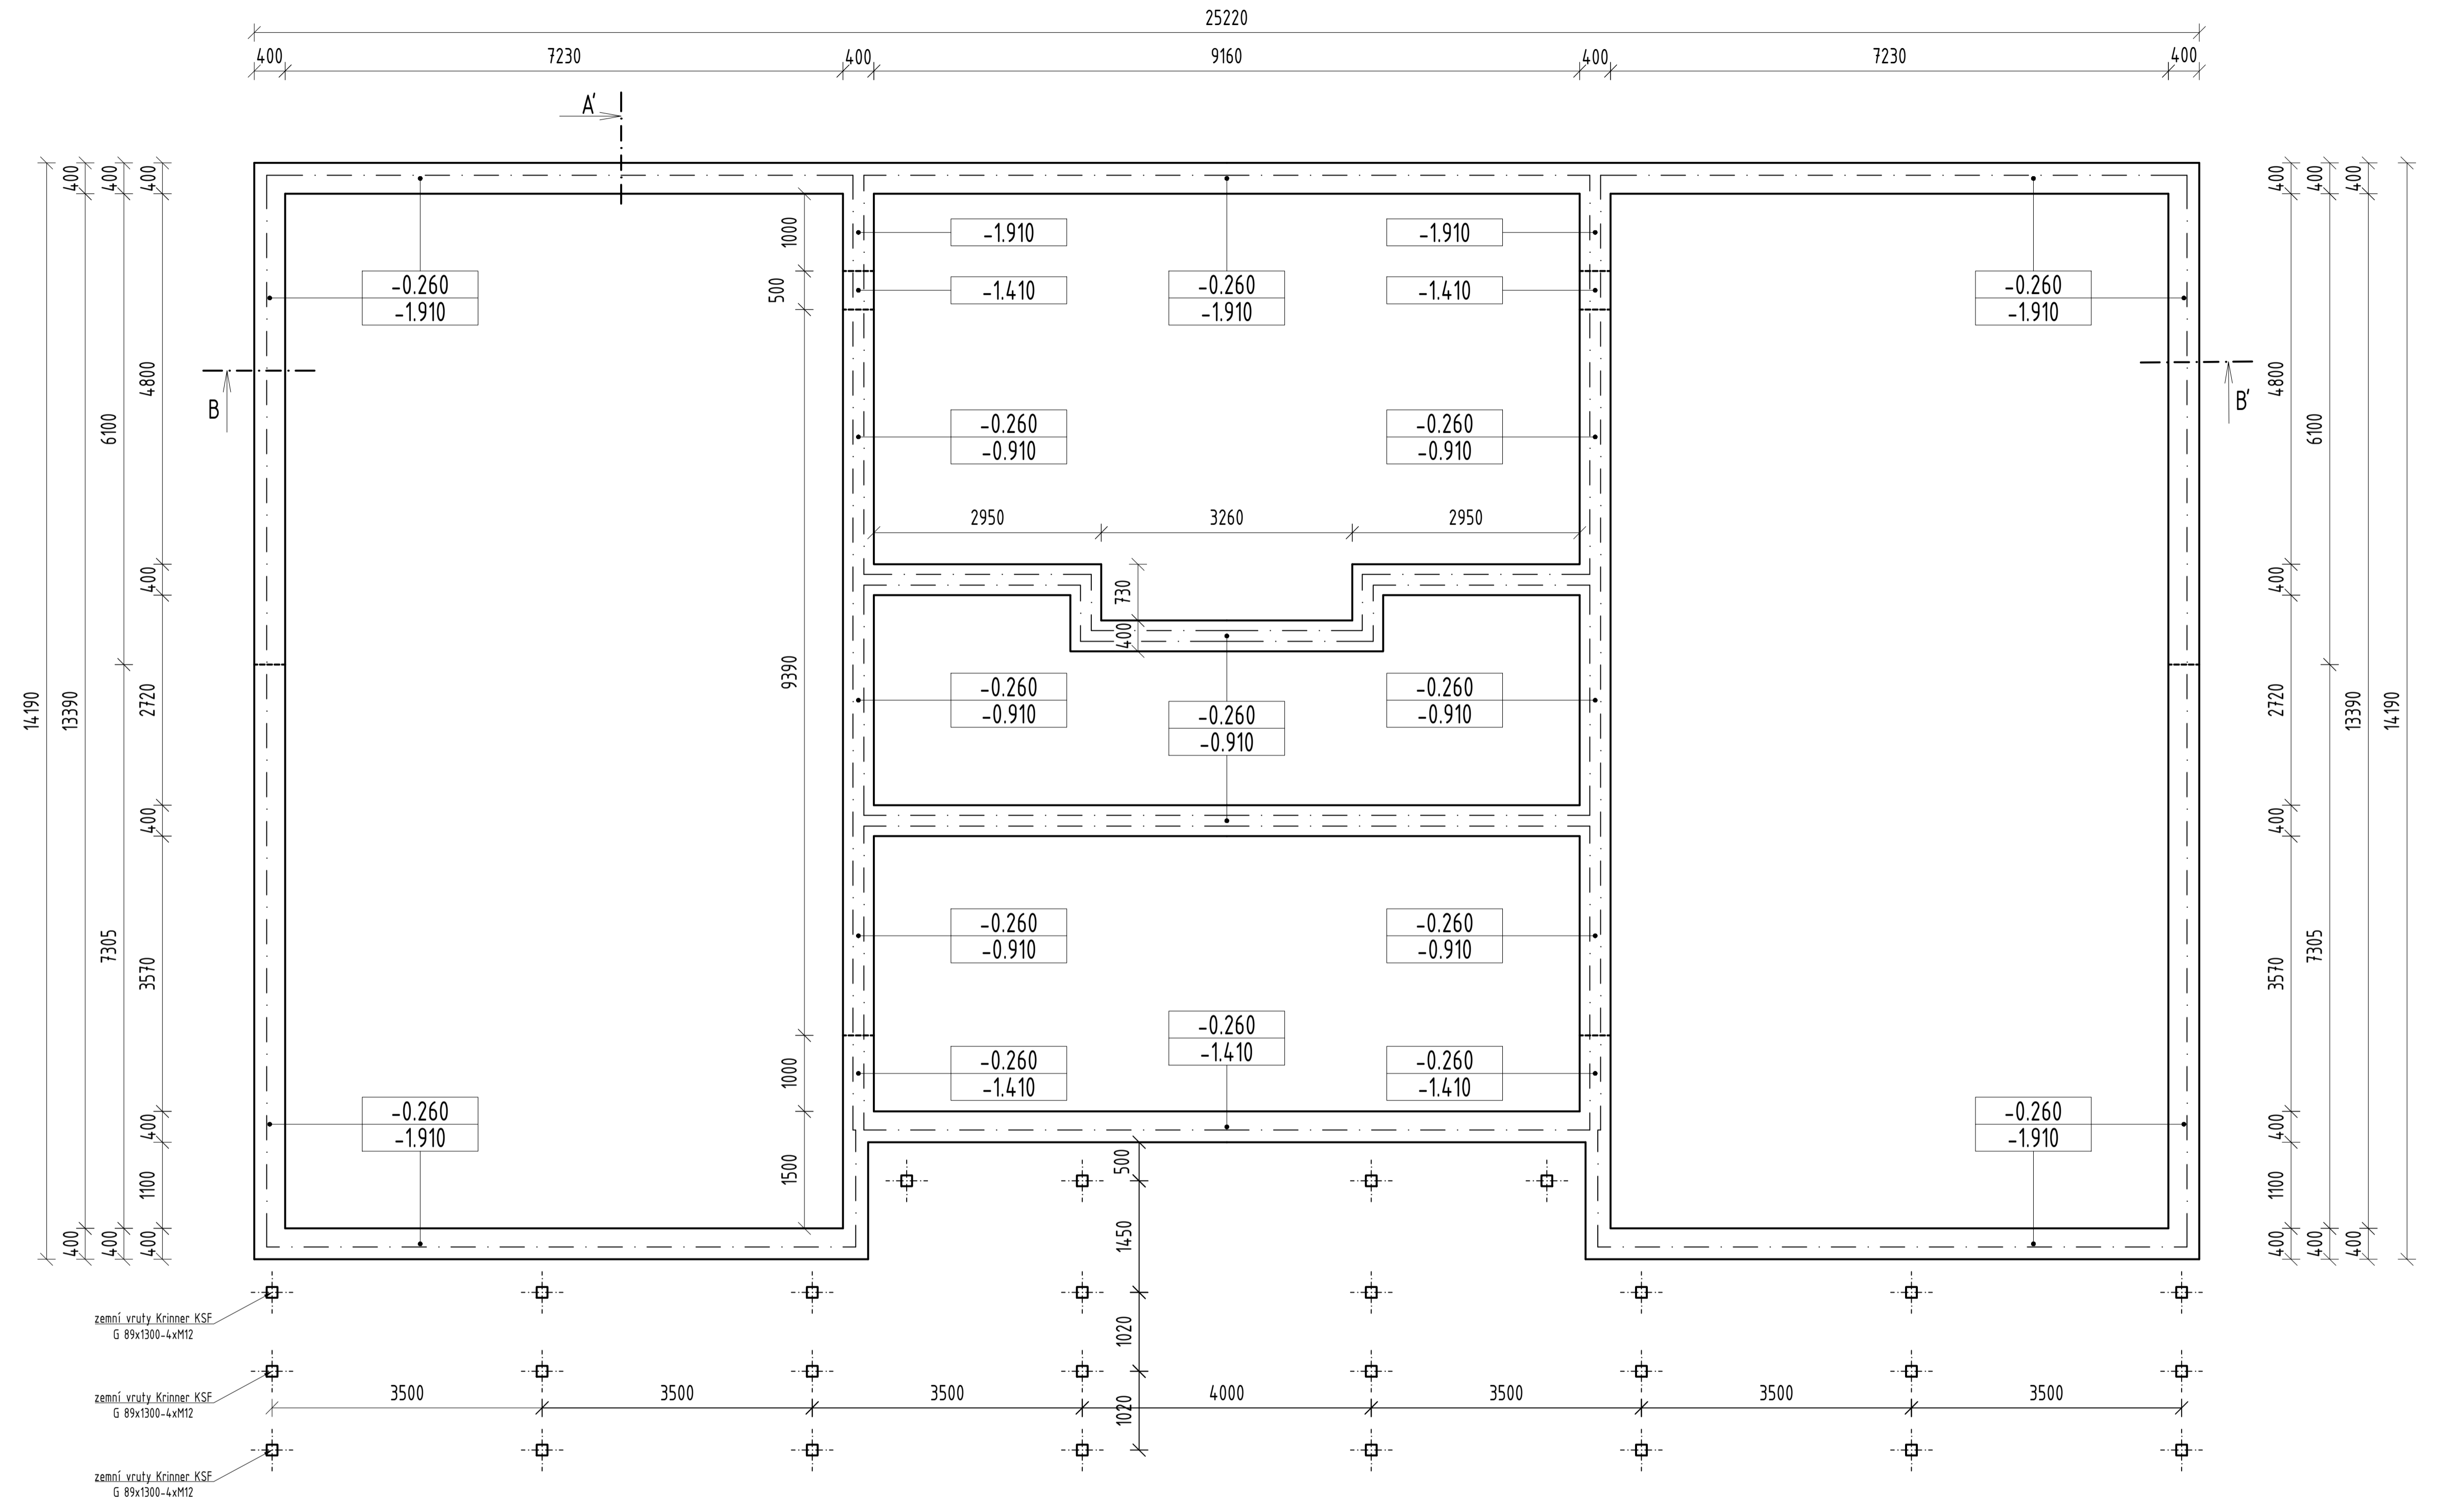 25220
400 7230 400 9160 400 7230 400
A'
400 400 400 400 400 400
1000 -1.910 -1.910
500 -0.260 -1.410 -0.260 -1.410 -0.260
-1.910 -1.910 -1.910
4800 4800
B B'
6100 -0.260 -0.260 6100
-0.910 -0.910
2950 3260 2950
400 730 400
400
14190 13390 2720 9390 -0.260 -0.260 2720 13390 14190
-0.910 -0.910
-0.260
-0.910
400 400
7305 3570 -0.260 -0.260 3570 7305
-0.910 -0.910
-0.260
-1.410
1000 -0.260 -0.260
-1.410 -1.410
400 -0.260 -0.260 400
-1.910 -1.910
1100 1500 500 1100
400 400 400 1450 400 400 400
zemní vruty Krinner KSF
G 89x1300-4xM12
1020
zemní vruty Krinner KSF
G 89x1300-4xM12
3500 3500 3500 4000 3500 3500 3500
1020
zemní vruty Krinner KSF
G 89x1300-4xM12